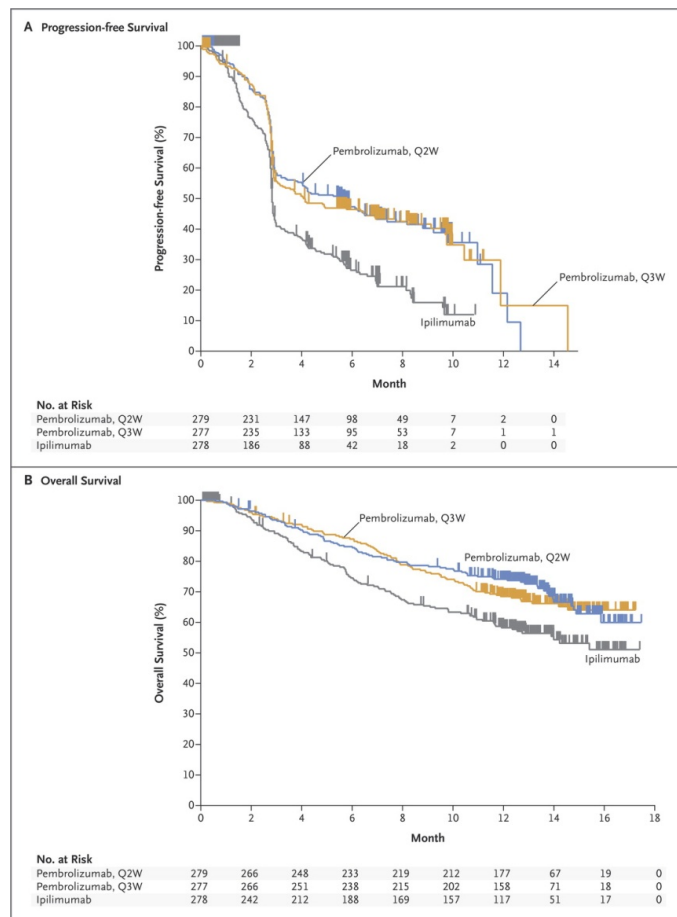 A Progression-free Survival
100
90
80
70
60
50
40
30
20
10
0
Progression-free Survival (%)
Pembrolizumab, Q2W
Pembrolizumab, Q3W
Ipilimumab
0 2 4 6 8 10 12 14
Month
No. at Risk
Pembrolizumab, Q2W 279 231 147 98 49 7 2 0
Pembrolizumab, Q3W 277 235 133 95 53 7 1 1
Ipilimumab 278 186 88 42 18 2 0 0
B Overall Survival
100
90
80
70
60
50
40
30
20
10
0
Overall Survival (%)
Pembrolizumab, Q3W
Pembrolizumab, Q2W
Ipilimumab
0 2 4 6 8 10 12 14 16 18
Month
No. at Risk
Pembrolizumab, Q2W 279 266 248 233 219 212 177 67 19 0
Pembrolizumab, Q3W 277 266 251 238 215 202 158 71 18 0
Ipilimumab 278 242 212 188 169 157 117 51 17 0